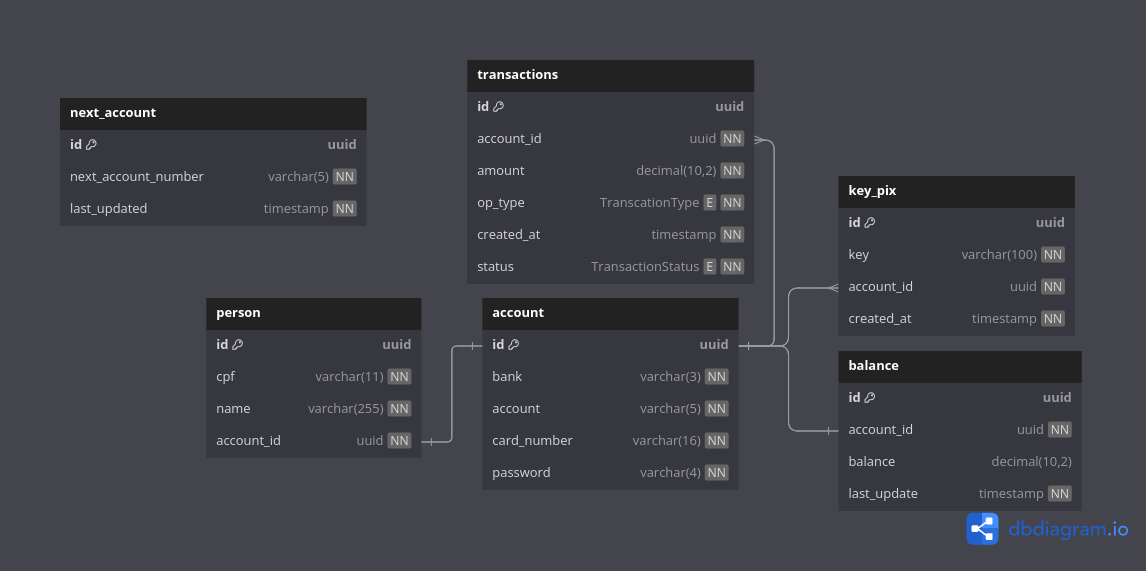 next_account
id uuid
next_account_number varchar(5) NN
last_updated timestamp NN
transactions
id uuid
account_id uuid NN
amount decimal(10,2) NN
op_type TranscationType E NN
created_at timestamp NN
status TransactionStatus E NN
key_pix
id uuid
key varchar(100) NN
account_id uuid NN
created_at timestamp NN
person
id uuid
cpf varchar(11) NN
name varchar(255) NN
account_id uuid NN
account
id uuid
bank varchar(3) NN
account varchar(5) NN
card_number varchar(16) NN
password varchar(4) NN
balance
id uuid
account_id uuid NN
balance decimal(10,2)
last_update timestamp NN
dbdiagram.io